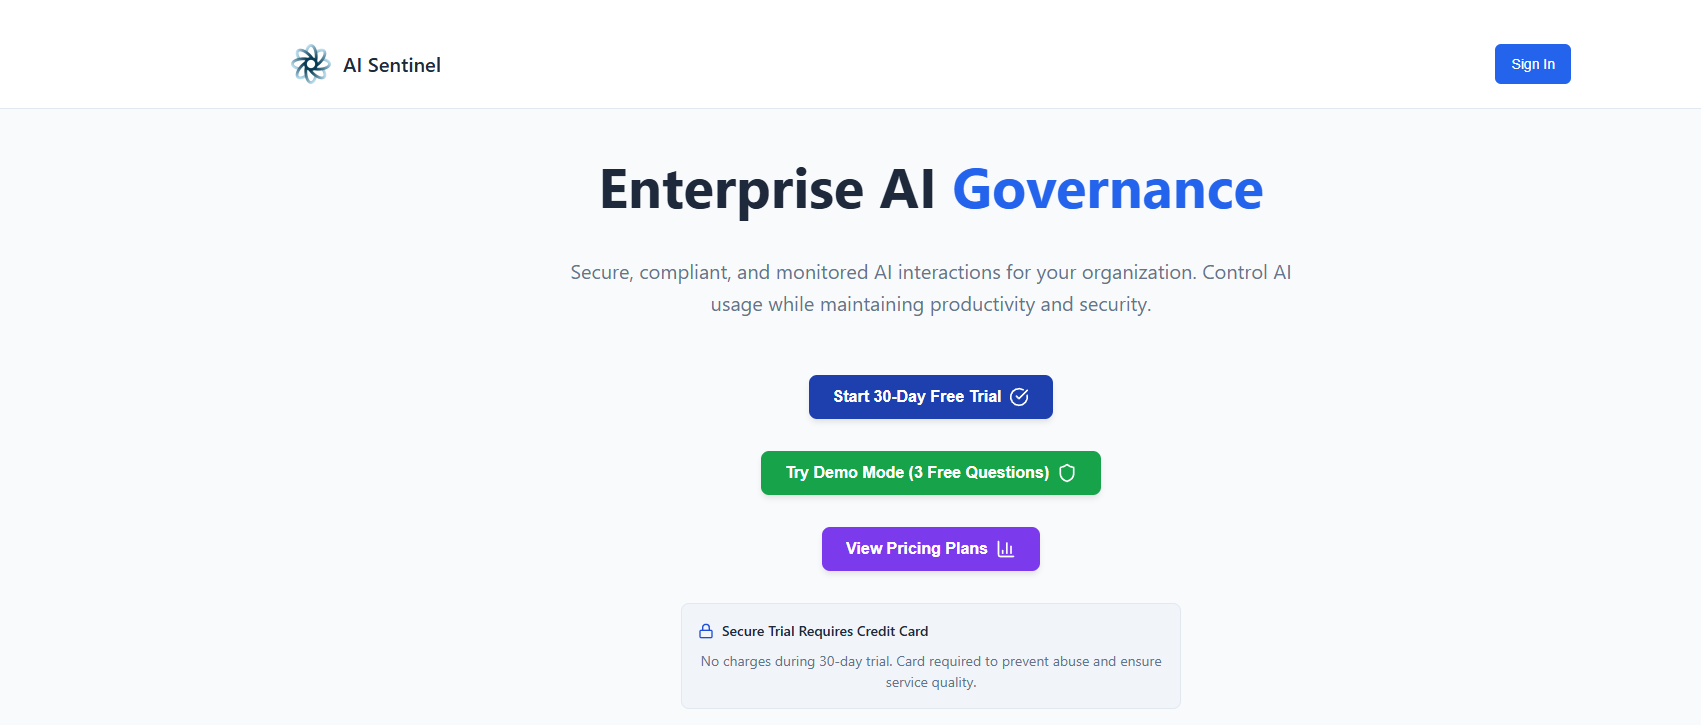 AI Sentinel
Sign In
Enterprise AI Governance
Secure, compliant, and monitored AI interactions for your organization. Control AI
usage while maintaining productivity and security.
Start 30-Day Free Trial
Try Demo Mode (3 Free Questions)
View Pricing Plans
Secure Trial Requires Credit Card
No charges during 30-day trial. Card required to prevent abuse and ensure
service quality.